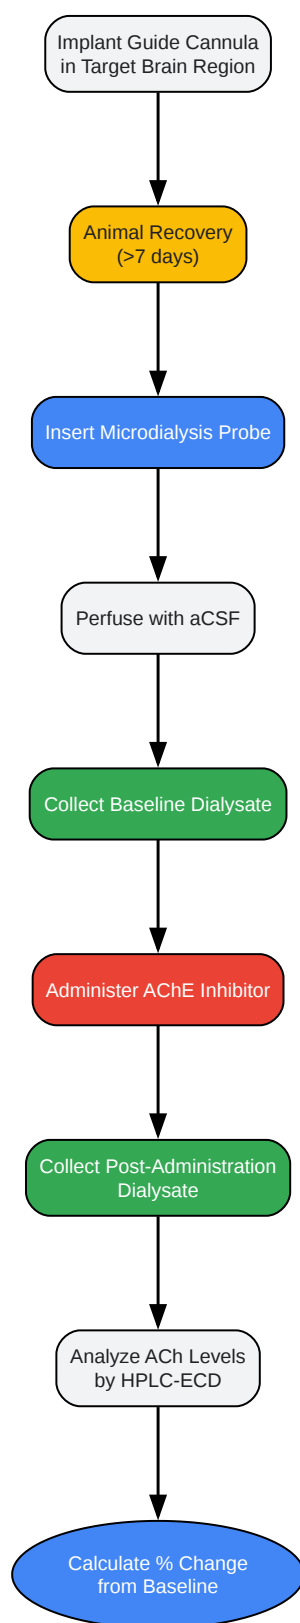 Implant Guide Cannula
in Target Brain Region
Animal Recovery
(>7 days)
Insert Microdialysis Probe
Perfuse with aCSF
Collect Baseline Dialysate
Administer AChE Inhibitor
Collect Post-Administration
Dialysate
Analyze ACh Levels
by HPLC-ECD
Calculate % Change
from Baseline